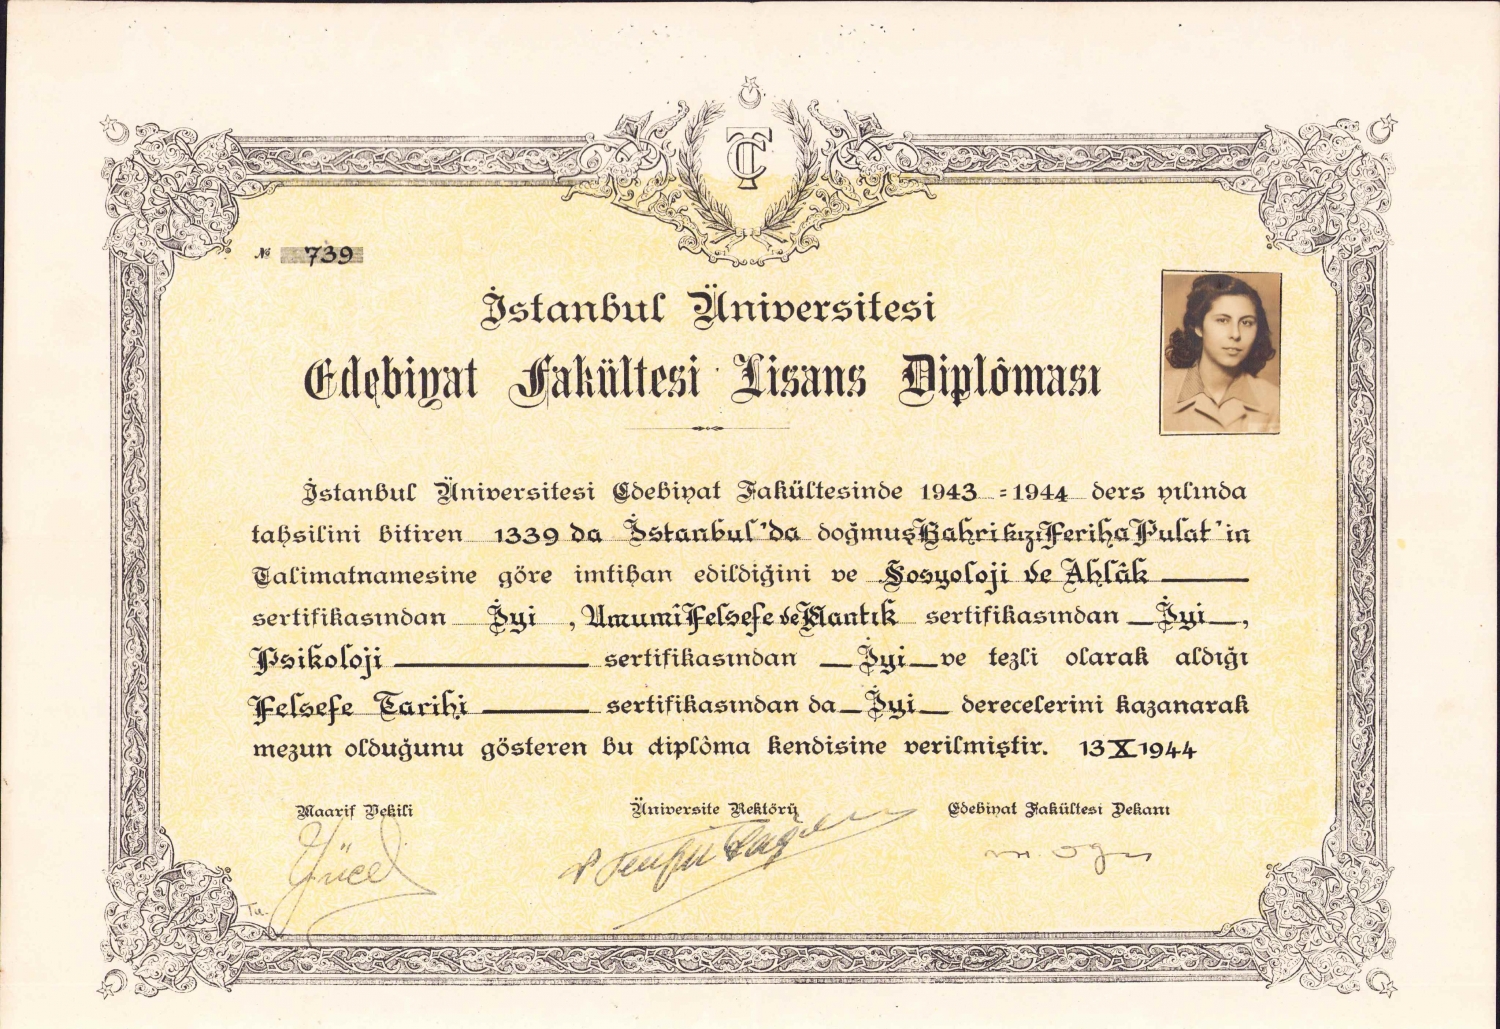 TC
№ 739
İstanbul Üniversitesi
Edebiyat Fakültesi Lisans Diplôması
İstanbul Üniversitesi Edebiyat Fakültesinde 1943 = 1944 ders yılında
tahsilini bitiren 1339 da İstanbul'da doğmuş Bahri kızı Feriha Pulat'in
Talimatnamesine göre imtihan edildiğini ve Sosyoloji ve Ahlâk
sertifikasından İyi , Umumî Felsefe ve Mantık sertifikasından İyi ,
Psikoloji sertifikasından İyi ve tezli olarak aldığı
Felsefe Tarihi sertifikasından da İyi derecelerini kazanarak
mezun olduğunu gösteren bu diplôma kendisine verilmiştir. 13 X 1944
Maarif Vekili Üniversite Rektörü Edebiyat Fakültesi Dekanı
Yücel